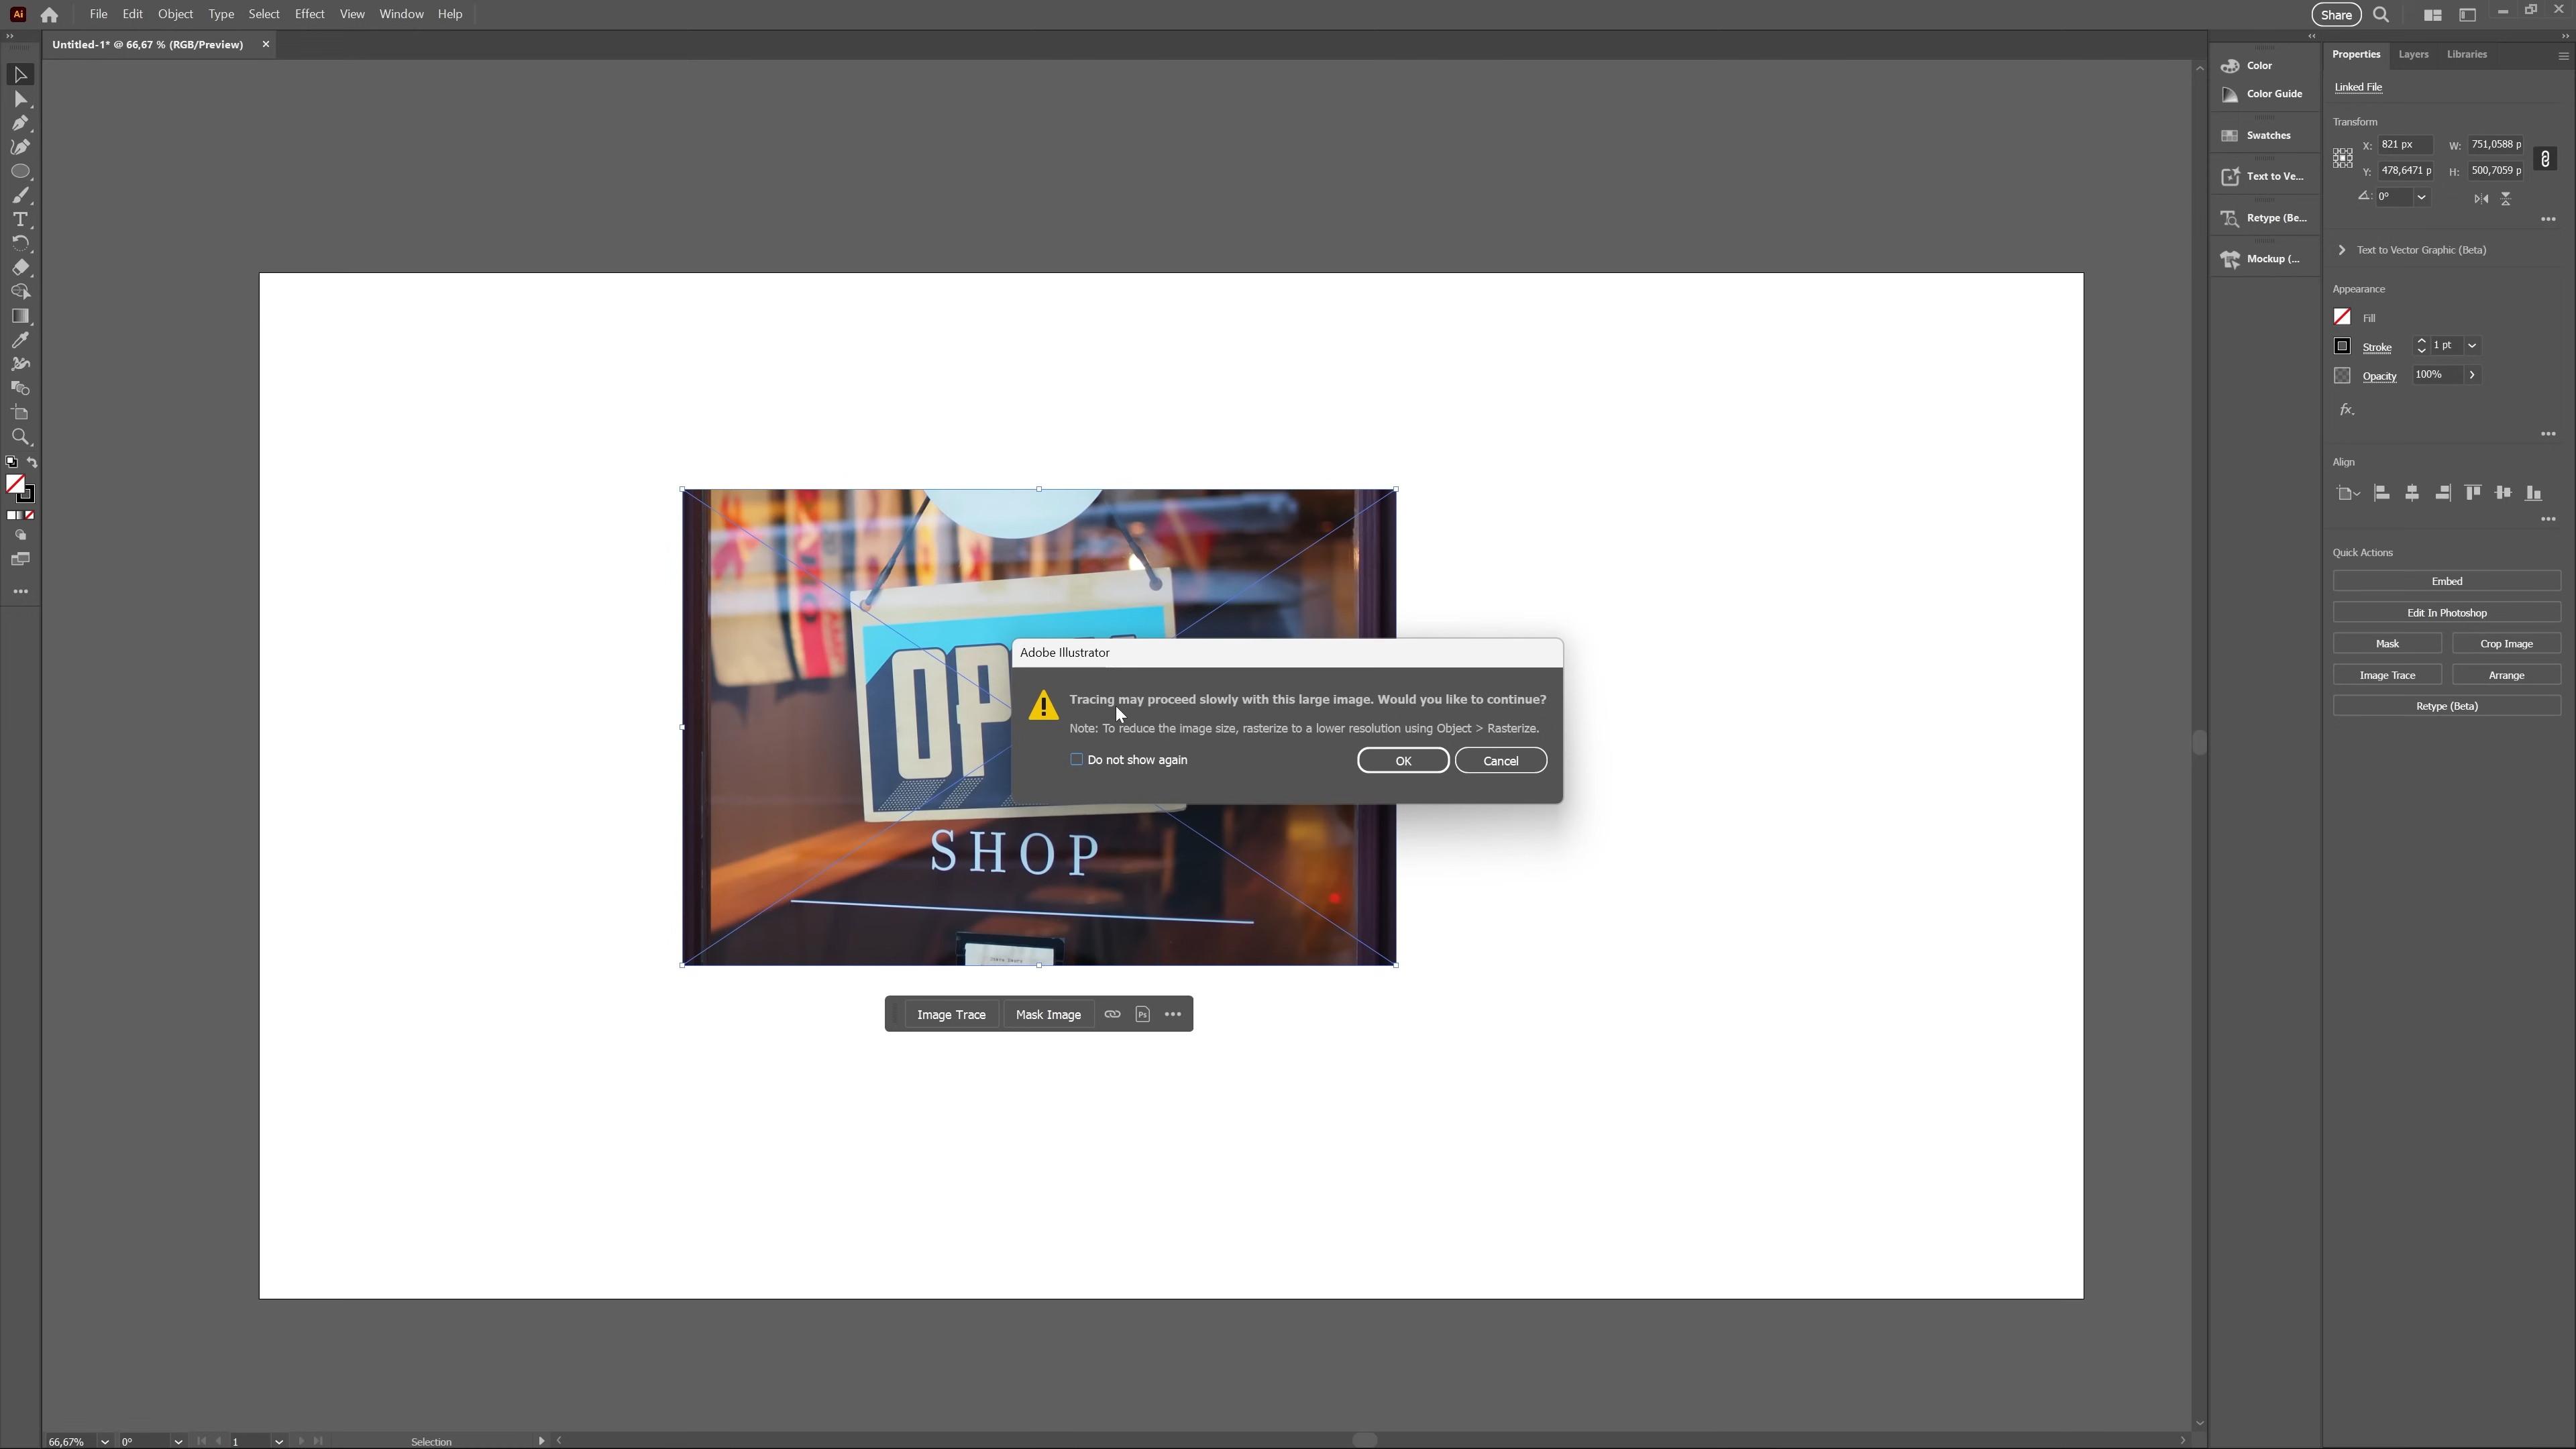 Ai File Edit Object Type Select Effect View Window Help Share
Untitled-1* @ 66,67 % (RGB/Preview)
Properties Layers Libraries
Color
Color Guide
Swatches
Text to Ve...
Retype (Be...
Mockup (...
Linked File
Transform
X: 821 px W: 751,0588 p
Y: 478,6471 p H: 500,7059 p
0°
Text to Vector Graphic (Beta)
Appearance
Fill
Stroke 1 pt
Opacity 100%
fx.
Align
Quick Actions
Embed
Edit In Photoshop
Mask Crop Image
Image Trace Arrange
Retype (Beta)
OP
SHOP
Adobe Illustrator
Tracing may proceed slowly with this large image. Would you like to continue?
Note: To reduce the image size, rasterize to a lower resolution using Object > Rasterize.
Do not show again OK Cancel
Image Trace Mask Image Ps
66,67% 0° 1 Selection